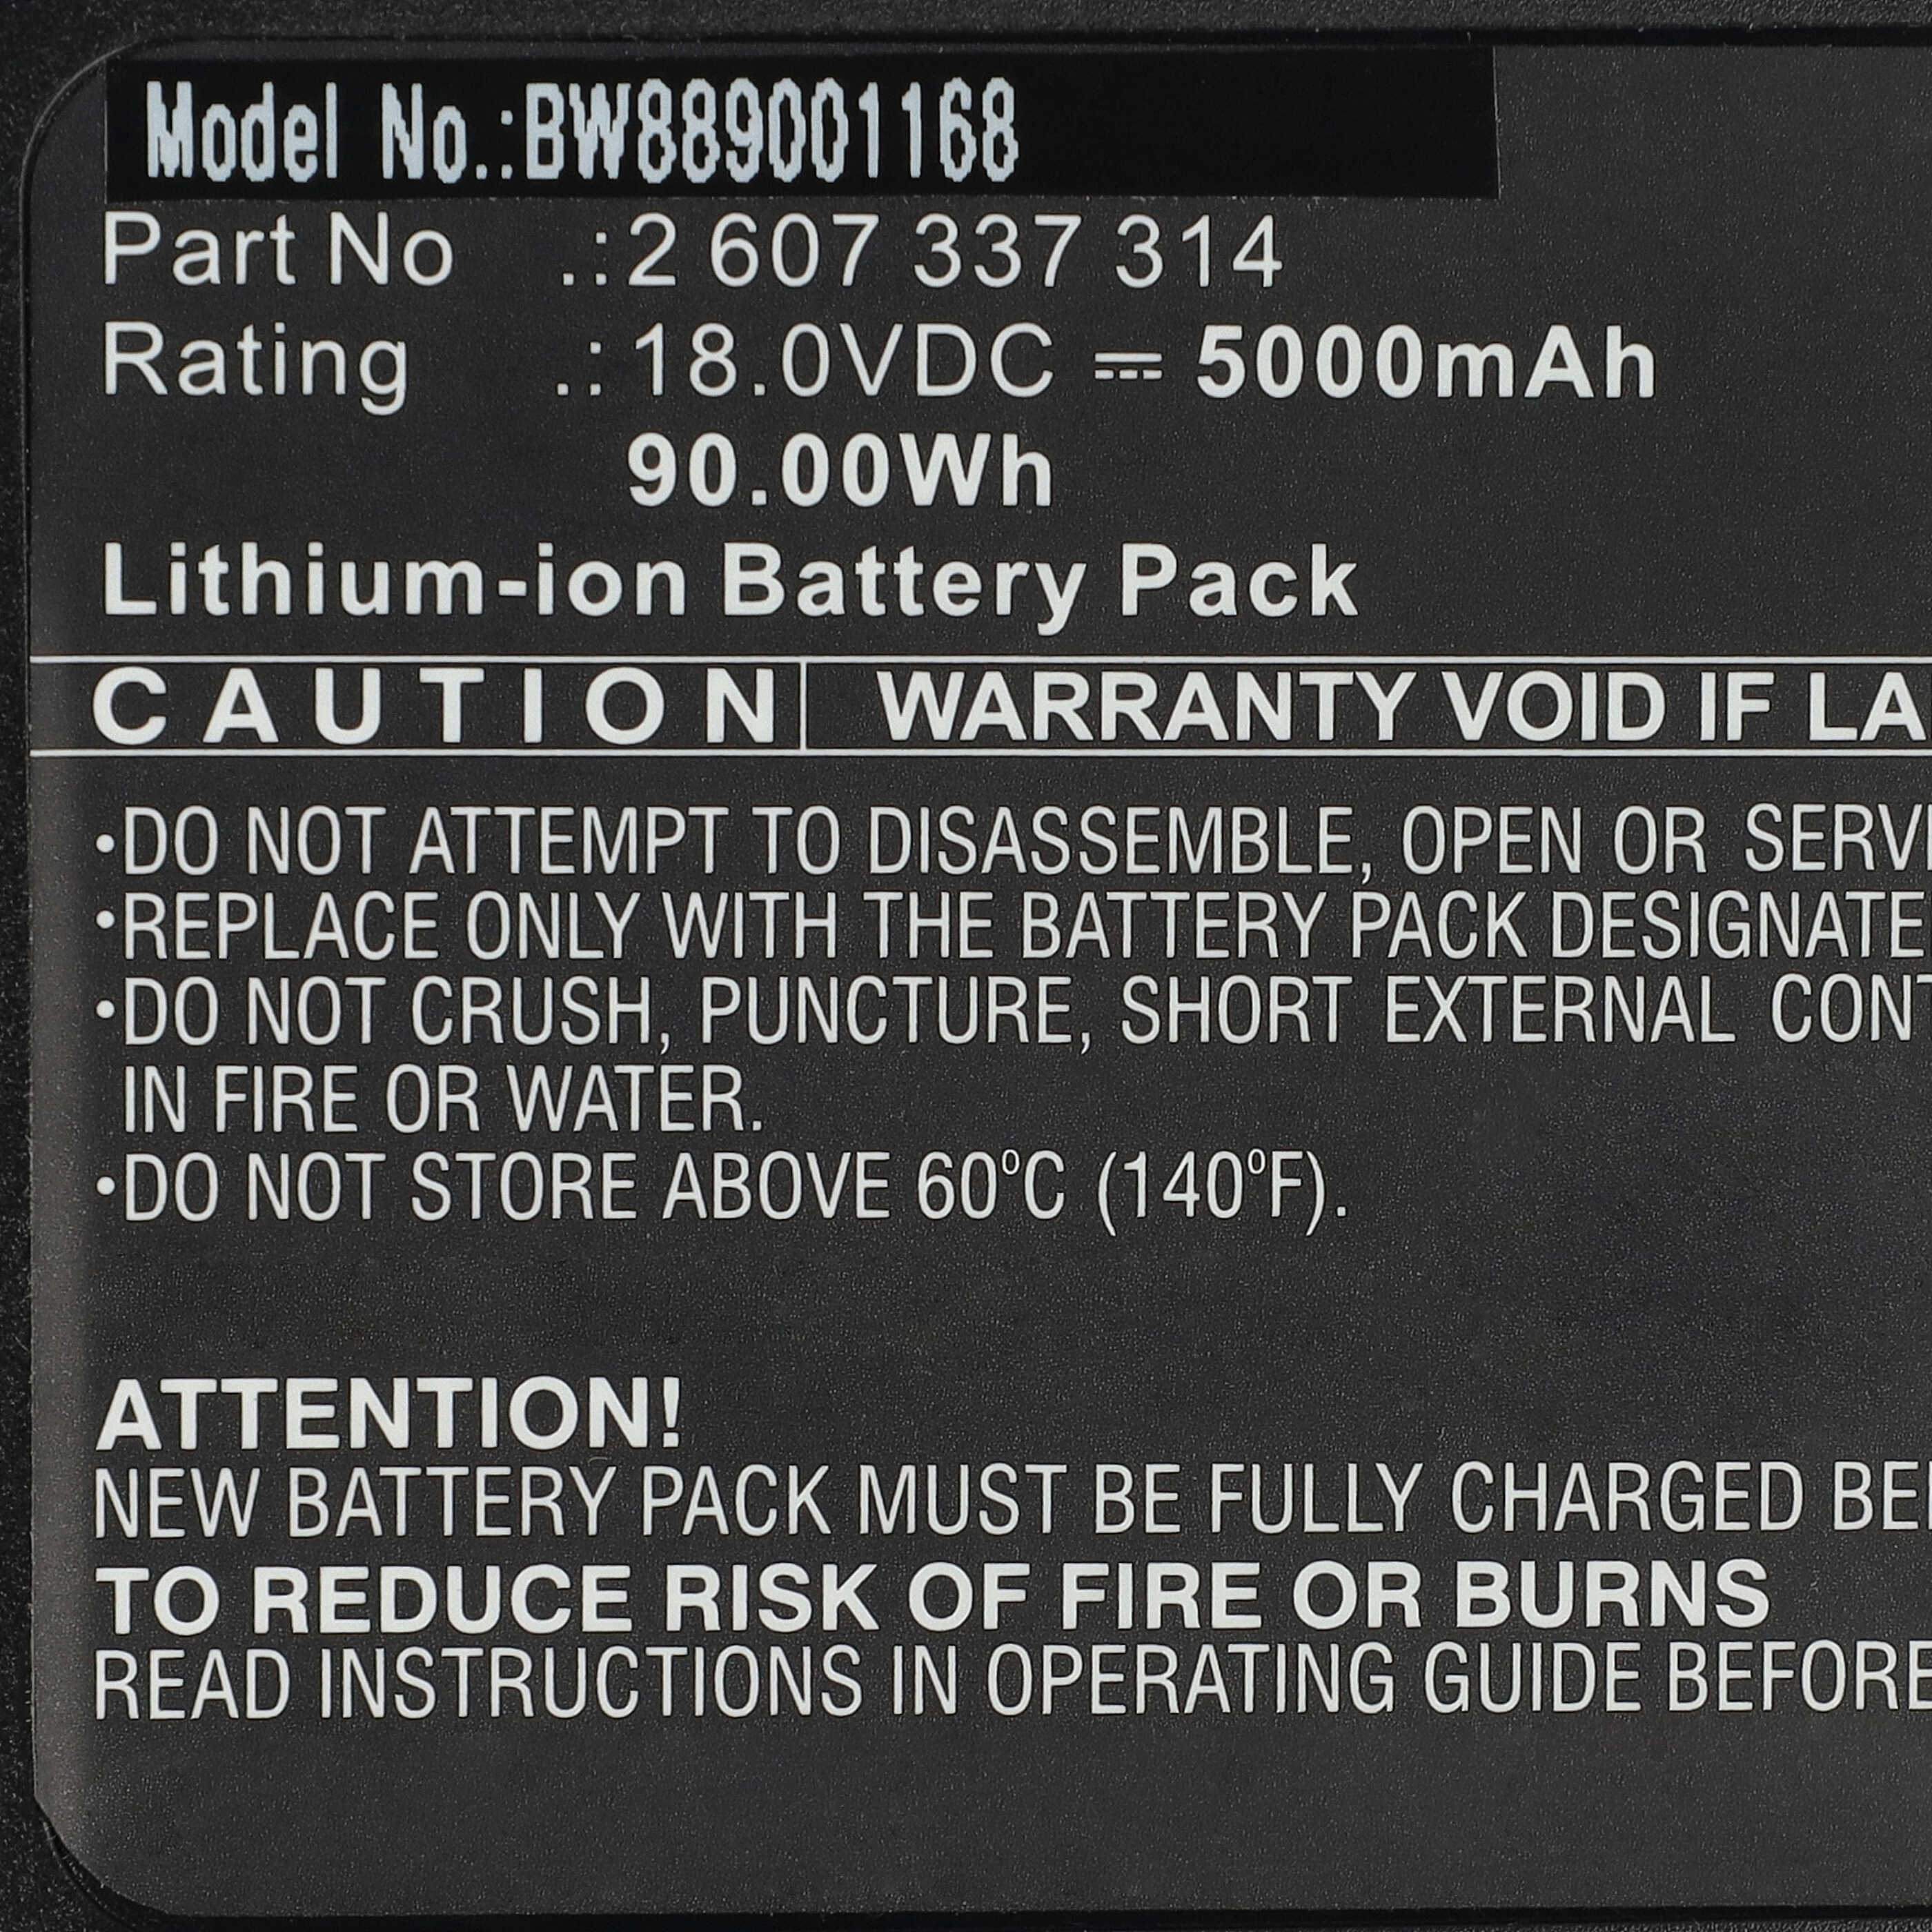 Model No.:BW889001168
Part No .:2 607 337 314
Rating .: 18.0VDC ⎓ 5000mAh
90.00Wh
Lithium-ion Battery Pack
CAUTION WARRANTY VOID IF
•DO NOT ATTEMPT TO DISASSEMBLE, OPEN OR
•REPLACE ONLY WITH THE BATTERY PACK
•DO NOT CRUSH, PUNCTURE, SHORT EXTERNAL
IN FIRE OR WATER.
•DO NOT STORE ABOVE 60°C (140°F).
ATTENTION!
NEW BATTERY PACK MUST BE FULLY CHARGED
TO REDUCE RISK OF FIRE OR BURNS
READ INSTRUCTIONS IN OPERATING GUIDE BEFORE